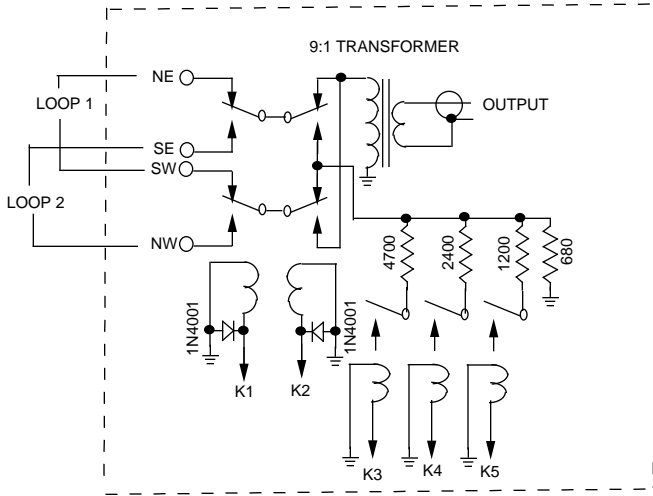 9:1 TRANSFORMER
NE
LOOP 1
OUTPUT
SE
SW
LOOP 2
NW
4700
2400
1200
680
1N4001
1N4001
K1
K2
K3
K4
K5